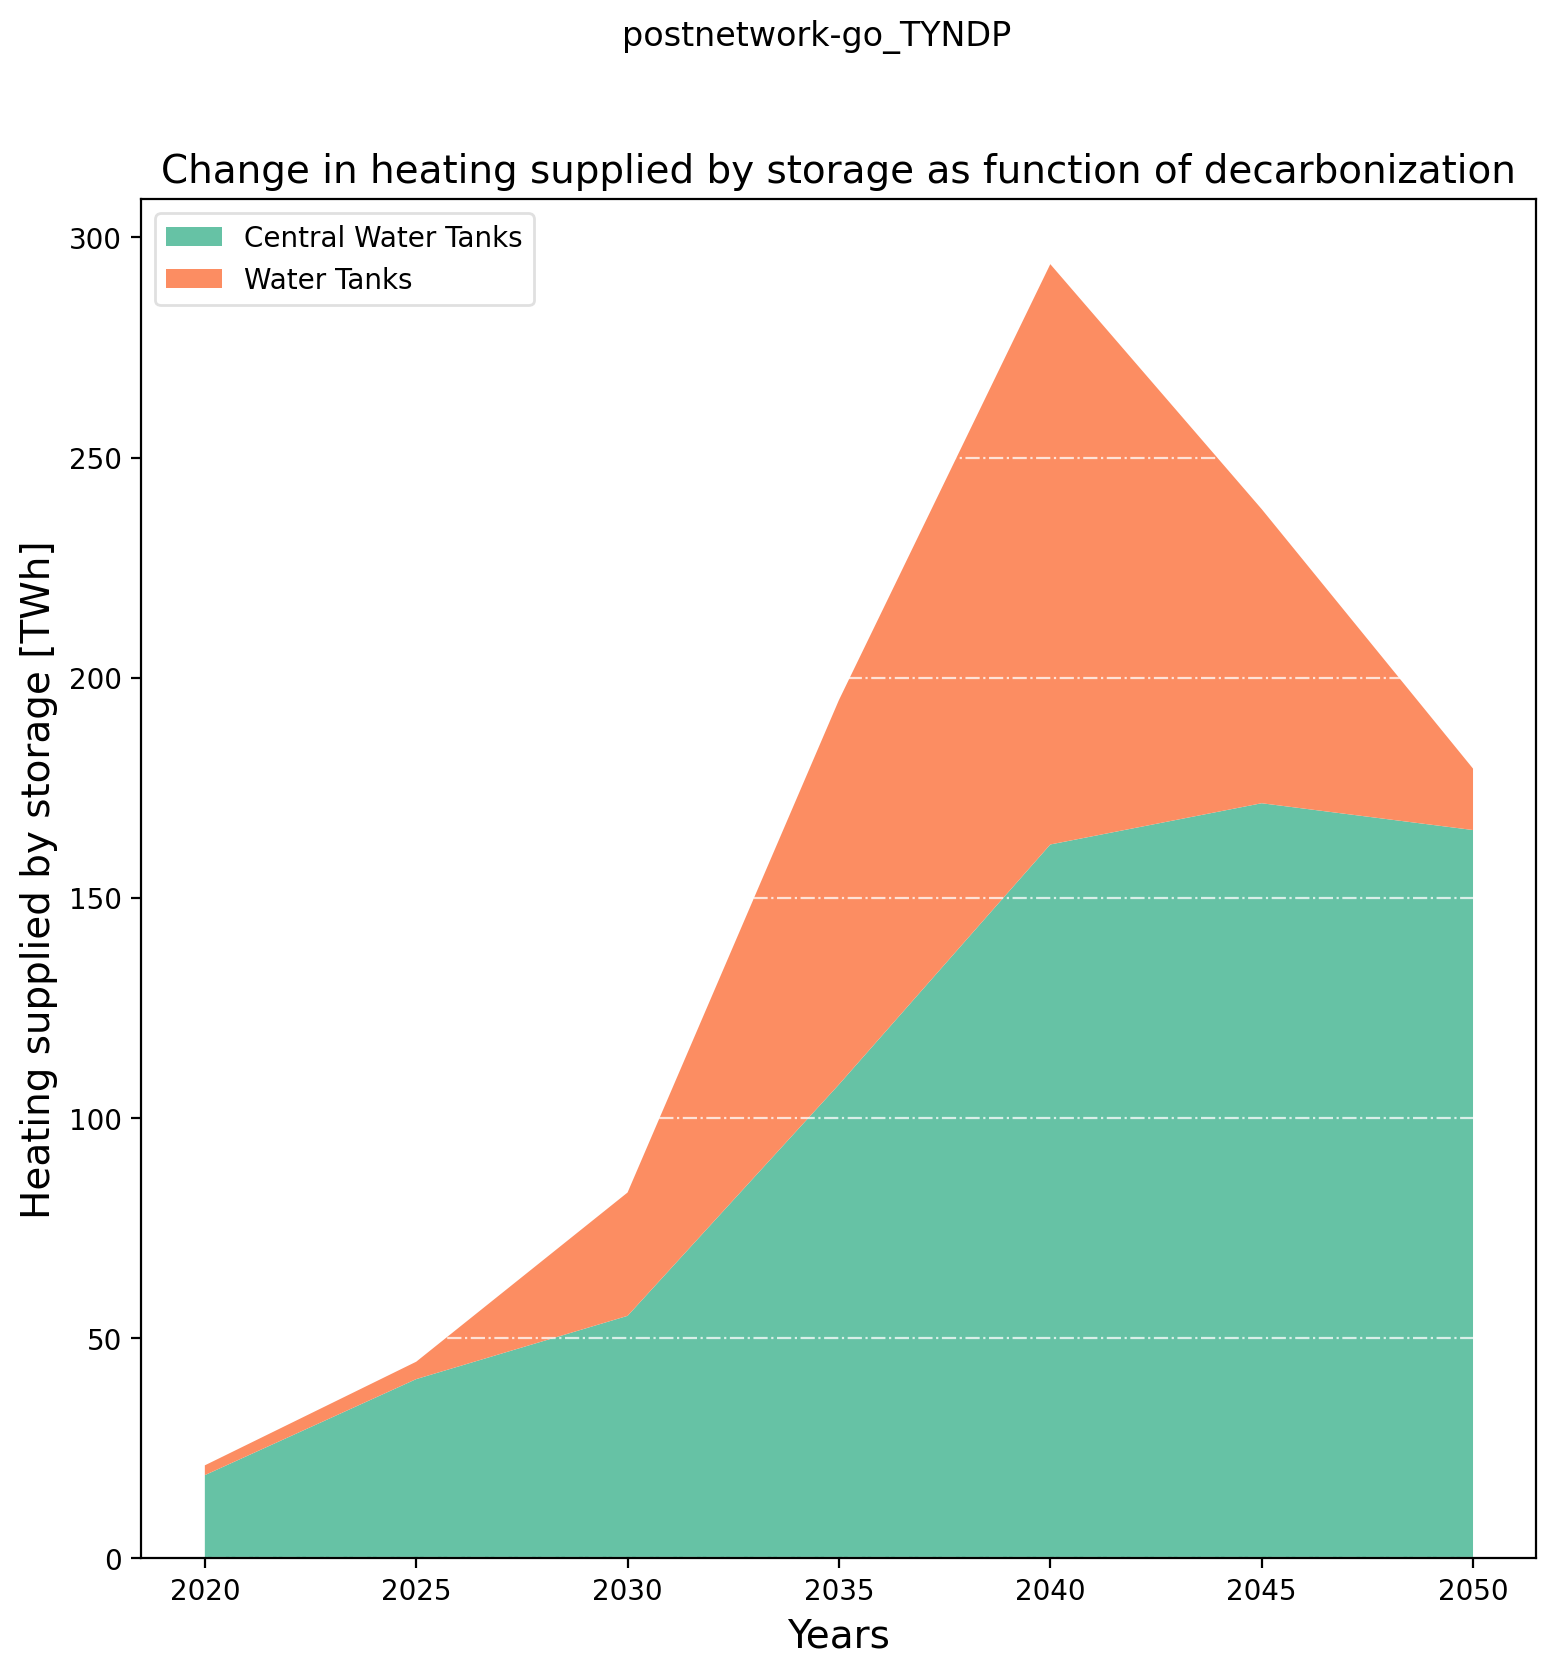 postnetwork-go_TYNDP
Change in heating supplied by storage as function of decarbonization
Central Water Tanks
Water Tanks
Heating supplied by storage [TWh]
300
250
200
150
100
50
0
2020 2025 2030 2035 2040 2045 2050
Years